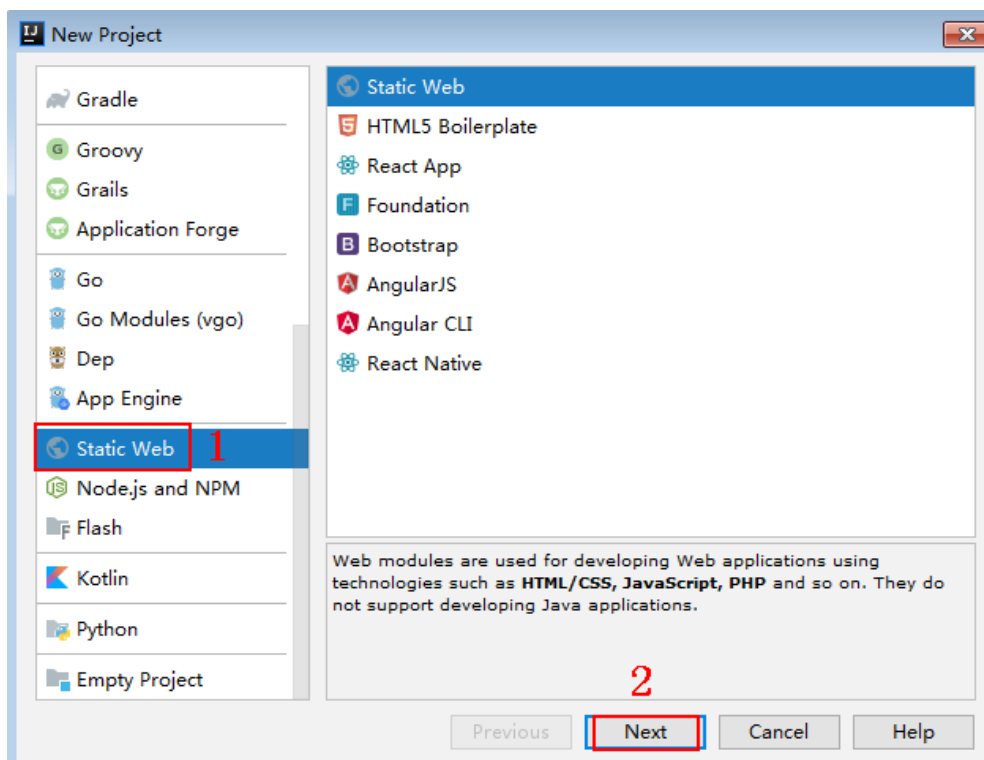 New Project
Gradle
Groovy
Grails
Application Forge
Go
Go Modules (vgo)
Dep
App Engine
Static Web
1
Node.js and NPM
Flash
Kotlin
Python
Empty Project
Static Web
HTML5 Boilerplate
React App
Foundation
Bootstrap
AngularJS
Angular CLI
React Native
Web modules are used for developing Web applications using
technologies such as HTML/CSS, JavaScript, PHP and so on. They do
not support developing Java applications.
2
Previous
Next
Cancel
Help